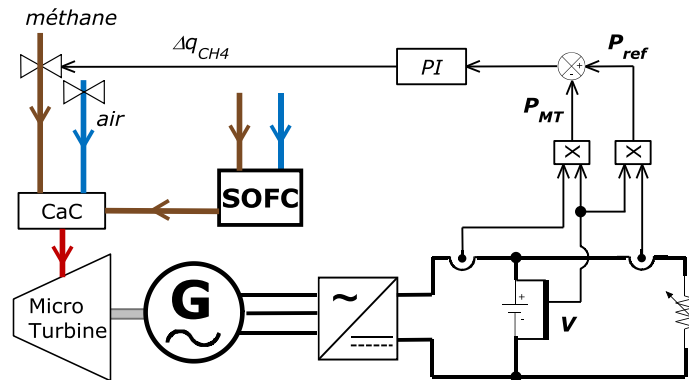 méthane
Δq_CH4
PI
+
-
P_ref
P_MT
air
X
X
SOFC
CaC
Micro
Turbine
G
~
+
-
V